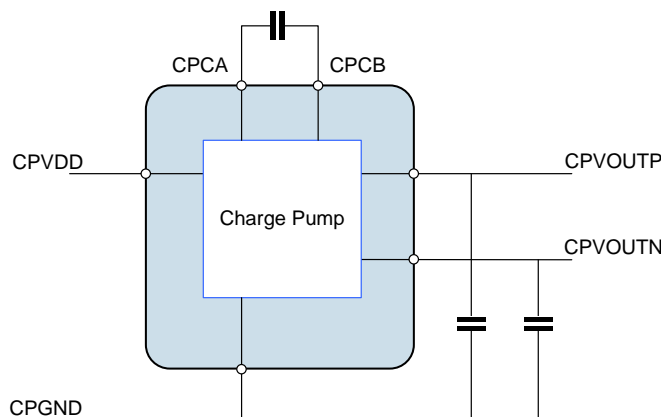 CPCA
CPCB
CPVDD
CPVOUTP
Charge Pump
CPVOUTN
CPGND